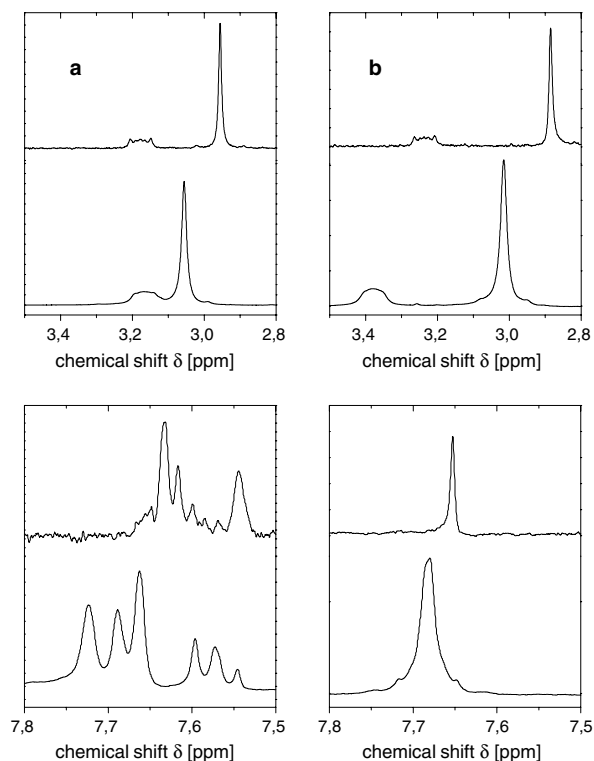 a
b
3,4 3,2 3,0 2,8
3,4 3,2 3,0 2,8
chemical shift δ [ppm]
chemical shift δ [ppm]
7,8 7,7 7,6 7,5
7,8 7,7 7,6 7,5
chemical shift δ [ppm]
chemical shift δ [ppm]